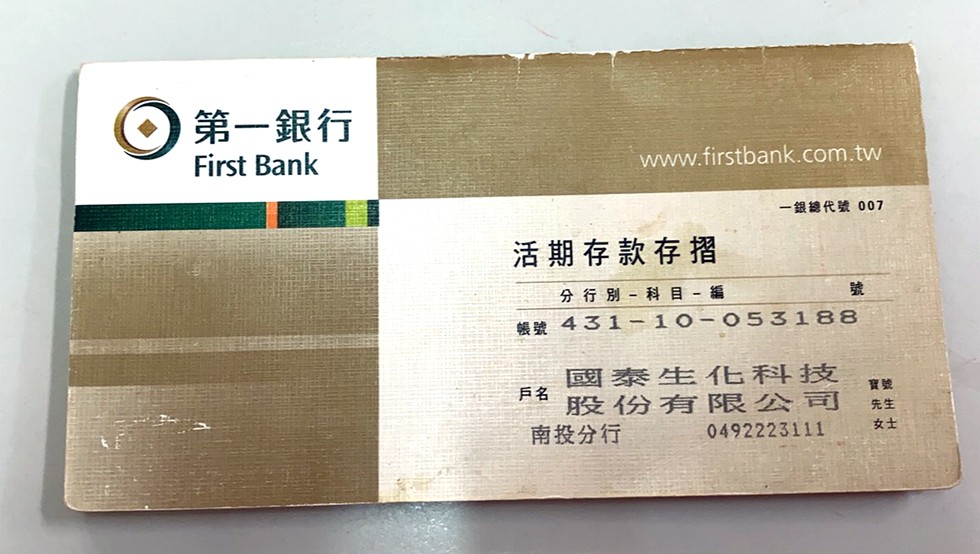 第一銀行
First Bank
www.firstbank.com.tw
一銀總代號 007
活期存款存摺
分行別-科目-編 號
帳號 431-10-053188
戶名 國泰生化科技 寶號
股份有限公司 先生
女士
南投分行 0492223111